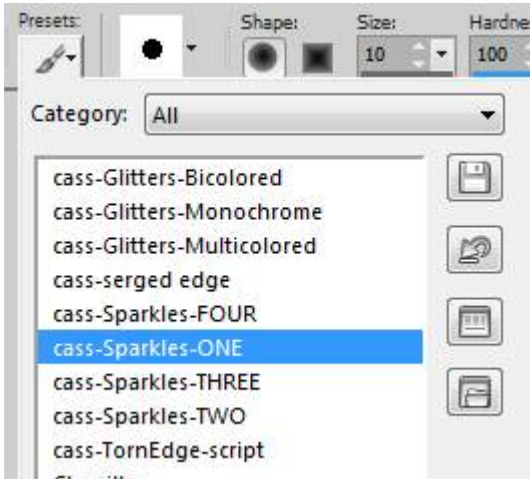 Presets: Shape: Size: Hardne
10 100
Category: All
cass-Glitters-Bicolored
cass-Glitters-Monochrome
cass-Glitters-Multicolored
cass-serged edge
cass-Sparkles-FOUR
cass-Sparkles-ONE
cass-Sparkles-THREE
cass-Sparkles-TWO
cass-TornEdge-script